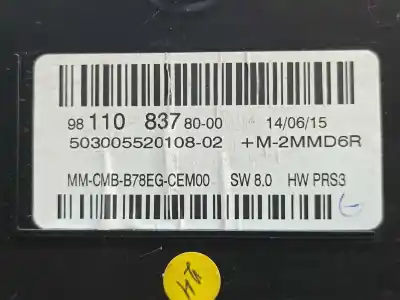 98 110 837 80-00 14/06/15
503005520108-02 +M-2MMD6R
MM-CMB-B78EG-CEM00 SW 8.0 HW PRS3